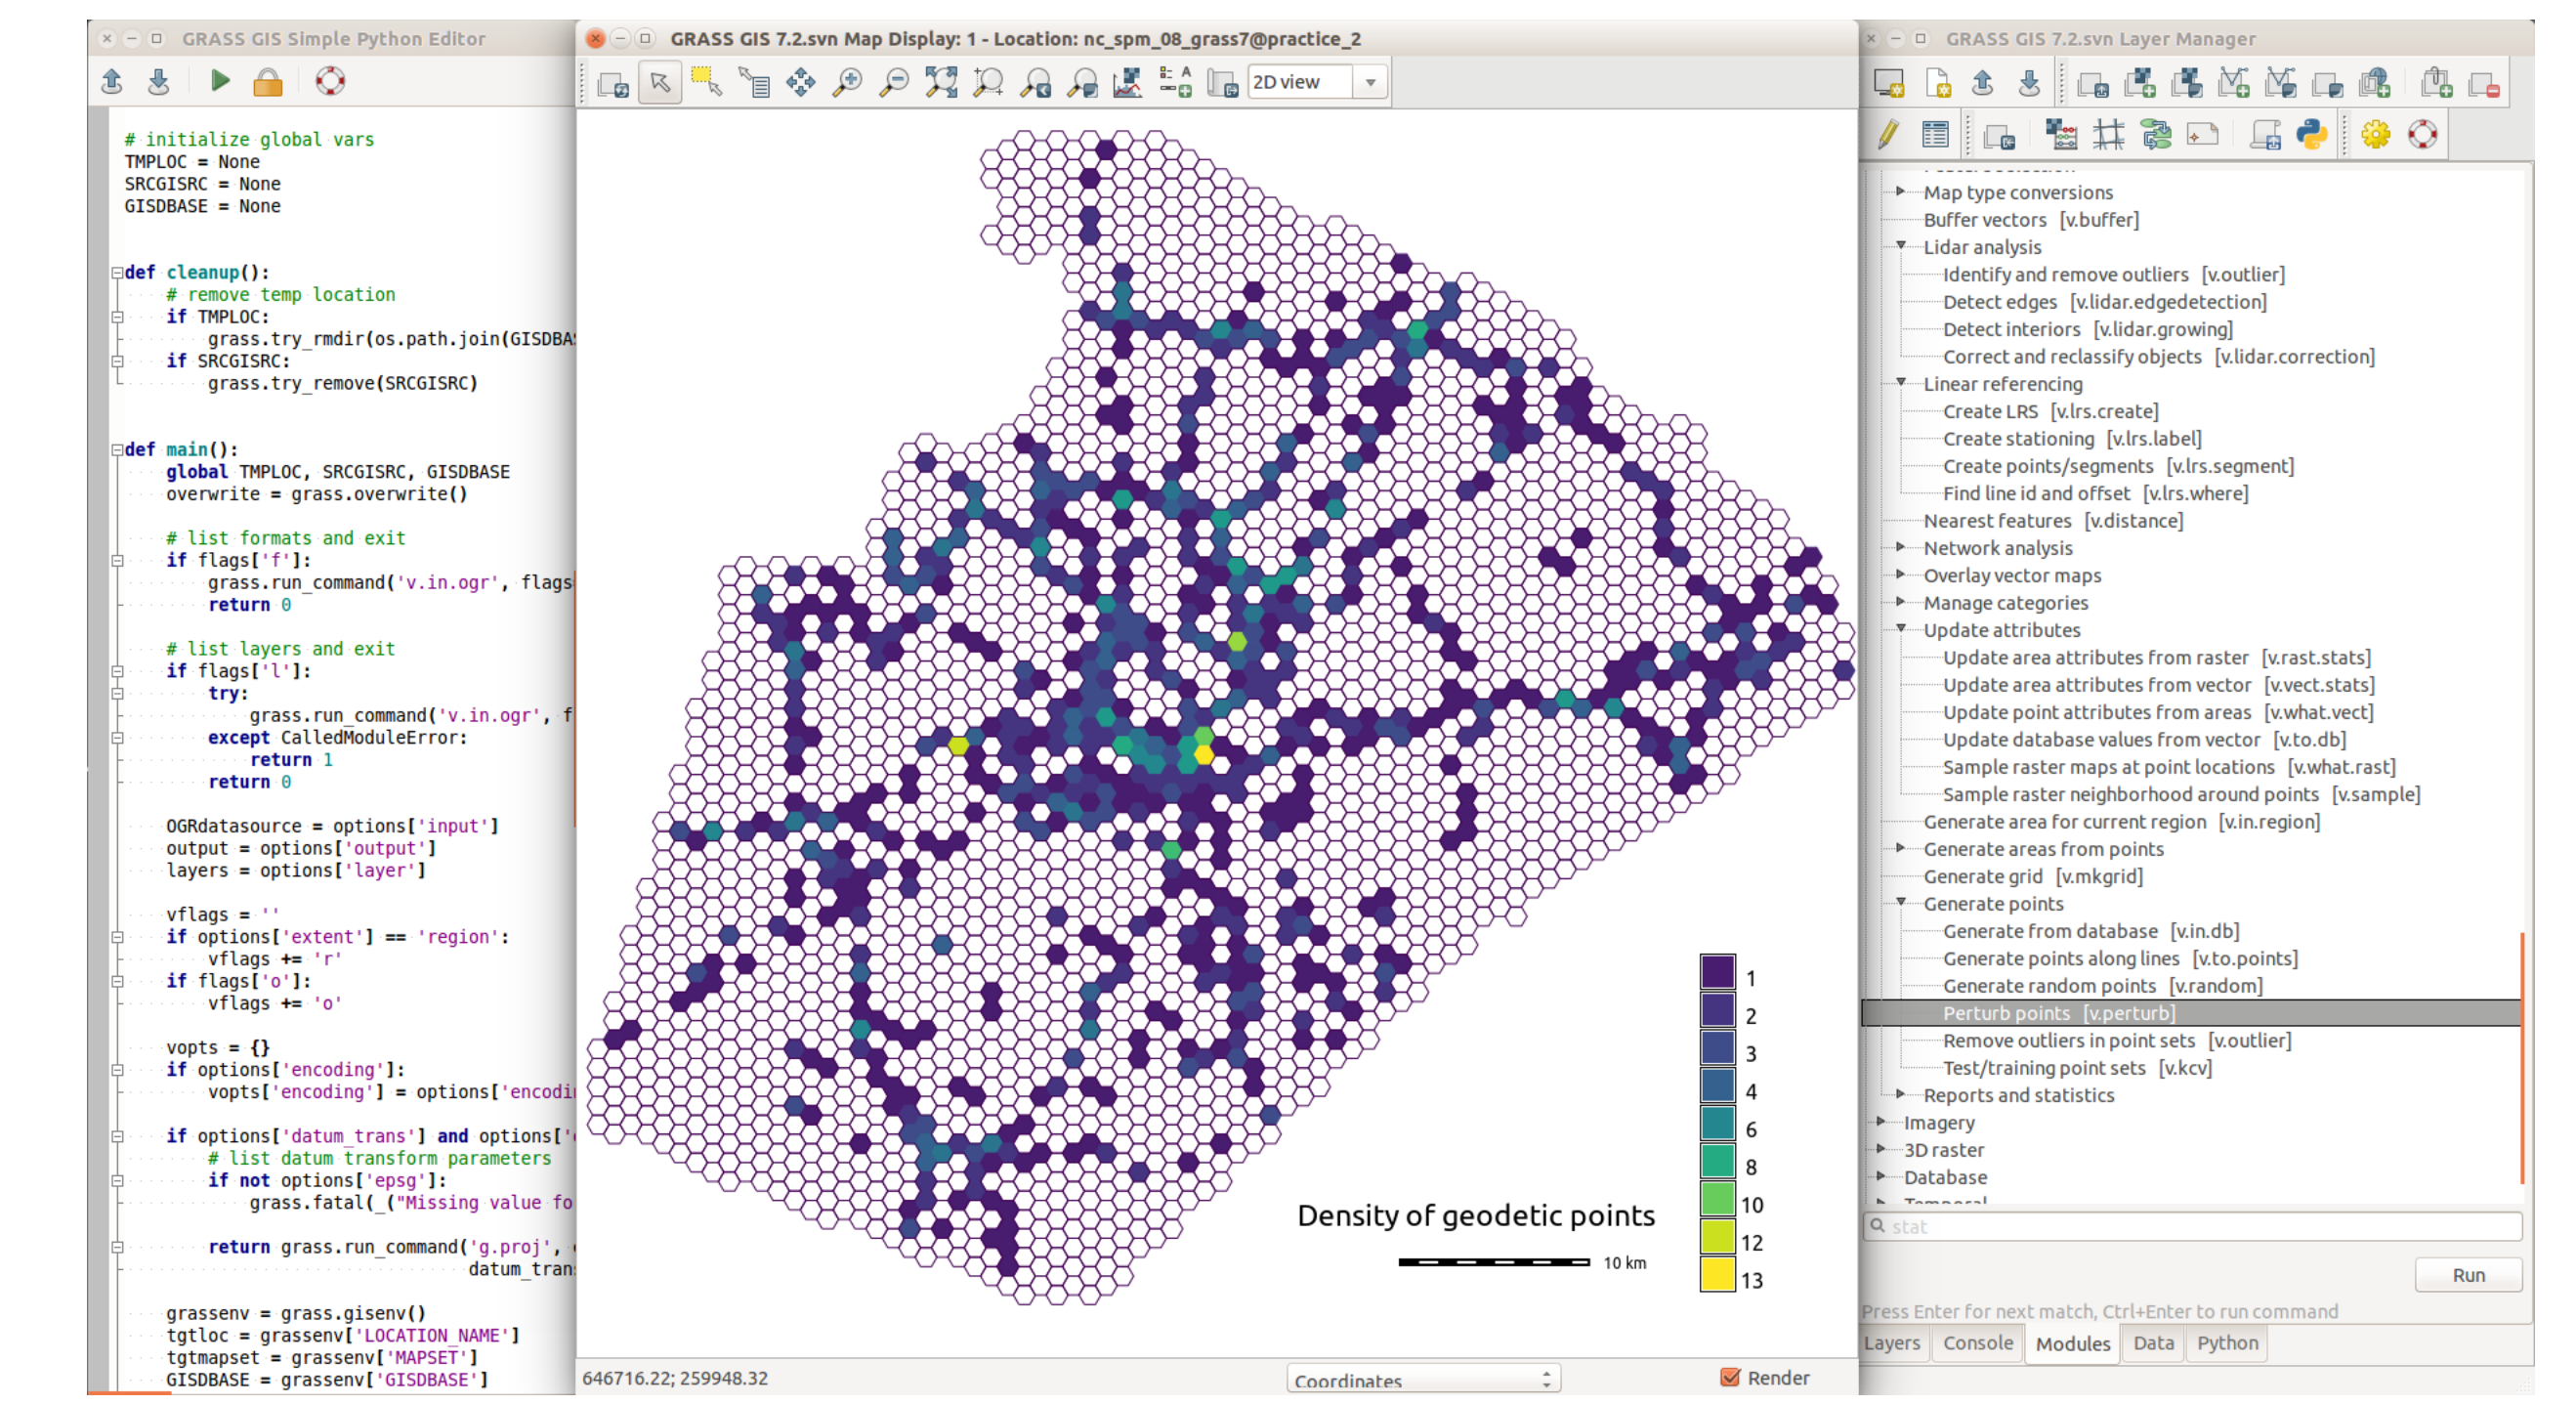 GRASS GIS Simple Python Editor
# initialize global vars
TMPLOC = None
SRCGISRC = None
GISDBASE = None
def cleanup():
# remove temp location
if TMPLOC:
grass.try_rmdir(os.path.join(GISDBA
if SRCGISRC:
grass.try_remove(SRCGISRC)
def main():
global TMPLOC, SRCGISRC, GISDBASE
overwrite = grass.overwrite()
# list formats and exit
if flags['f']:
grass.run_command('v.in.ogr', flags
return 0
# list layers and exit
if flags['l']:
try:
grass.run_command('v.in.ogr', f
except CalledModuleError:
return 1
return 0
OGRdatasource = options['input']
output = options['output']
layers = options['layer']
vflags = ''
if options['extent'] == 'region':
vflags += 'r'
if flags['o']:
vflags += 'o'
vopts = {}
if options['encoding']:
vopts['encoding'] = options['encodi
if options['datum_trans'] and options['
# list datum transform parameters
if not options['epsg']:
grass.fatal(_("Missing value fo
return grass.run_command('g.proj',
datum_tran
grassenv = grass.gisenv()
tgtloc = grassenv['LOCATION_NAME']
tgtmapset = grassenv['MAPSET']
GISDBASE = grassenv['GISDBASE']
GRASS GIS 7.2.svn Map Display: 1 - Location: nc_spm_08_grass7@practice_2
2D view
1
2
3
4
6
8
10
12
13
Density of geodetic points
10 km
646716.22; 259948.32
Coordinates
Render
GRASS GIS 7.2.svn Layer Manager
Map type conversions
Buffer vectors [v.buffer]
Lidar analysis
Identify and remove outliers [v.outlier]
Detect edges [v.lidar.edgedetection]
Detect interiors [v.lidar.growing]
Correct and reclassify objects [v.lidar.correction]
Linear referencing
Create LRS [v.lrs.create]
Create stationing [v.lrs.label]
Create points/segments [v.lrs.segment]
Find line id and offset [v.lrs.where]
Nearest features [v.distance]
Network analysis
Overlay vector maps
Manage categories
Update attributes
Update area attributes from raster [v.rast.stats]
Update area attributes from vector [v.vect.stats]
Update point attributes from areas [v.what.vect]
Update database values from vector [v.to.db]
Sample raster maps at point locations [v.what.rast]
Sample raster neighborhood around points [v.sample]
Generate area for current region [v.in.region]
Generate areas from points
Generate grid [v.mkgrid]
Generate points
Generate from database [v.in.db]
Generate points along lines [v.to.points]
Generate random points [v.random]
Perturb points [v.perturb]
Remove outliers in point sets [v.outlier]
Test/training point sets [v.kcv]
Reports and statistics
Imagery
3D raster
Database
Temporal
stat
Run
Press Enter for next match, Ctrl+Enter to run command
Layers Console Modules Data Python